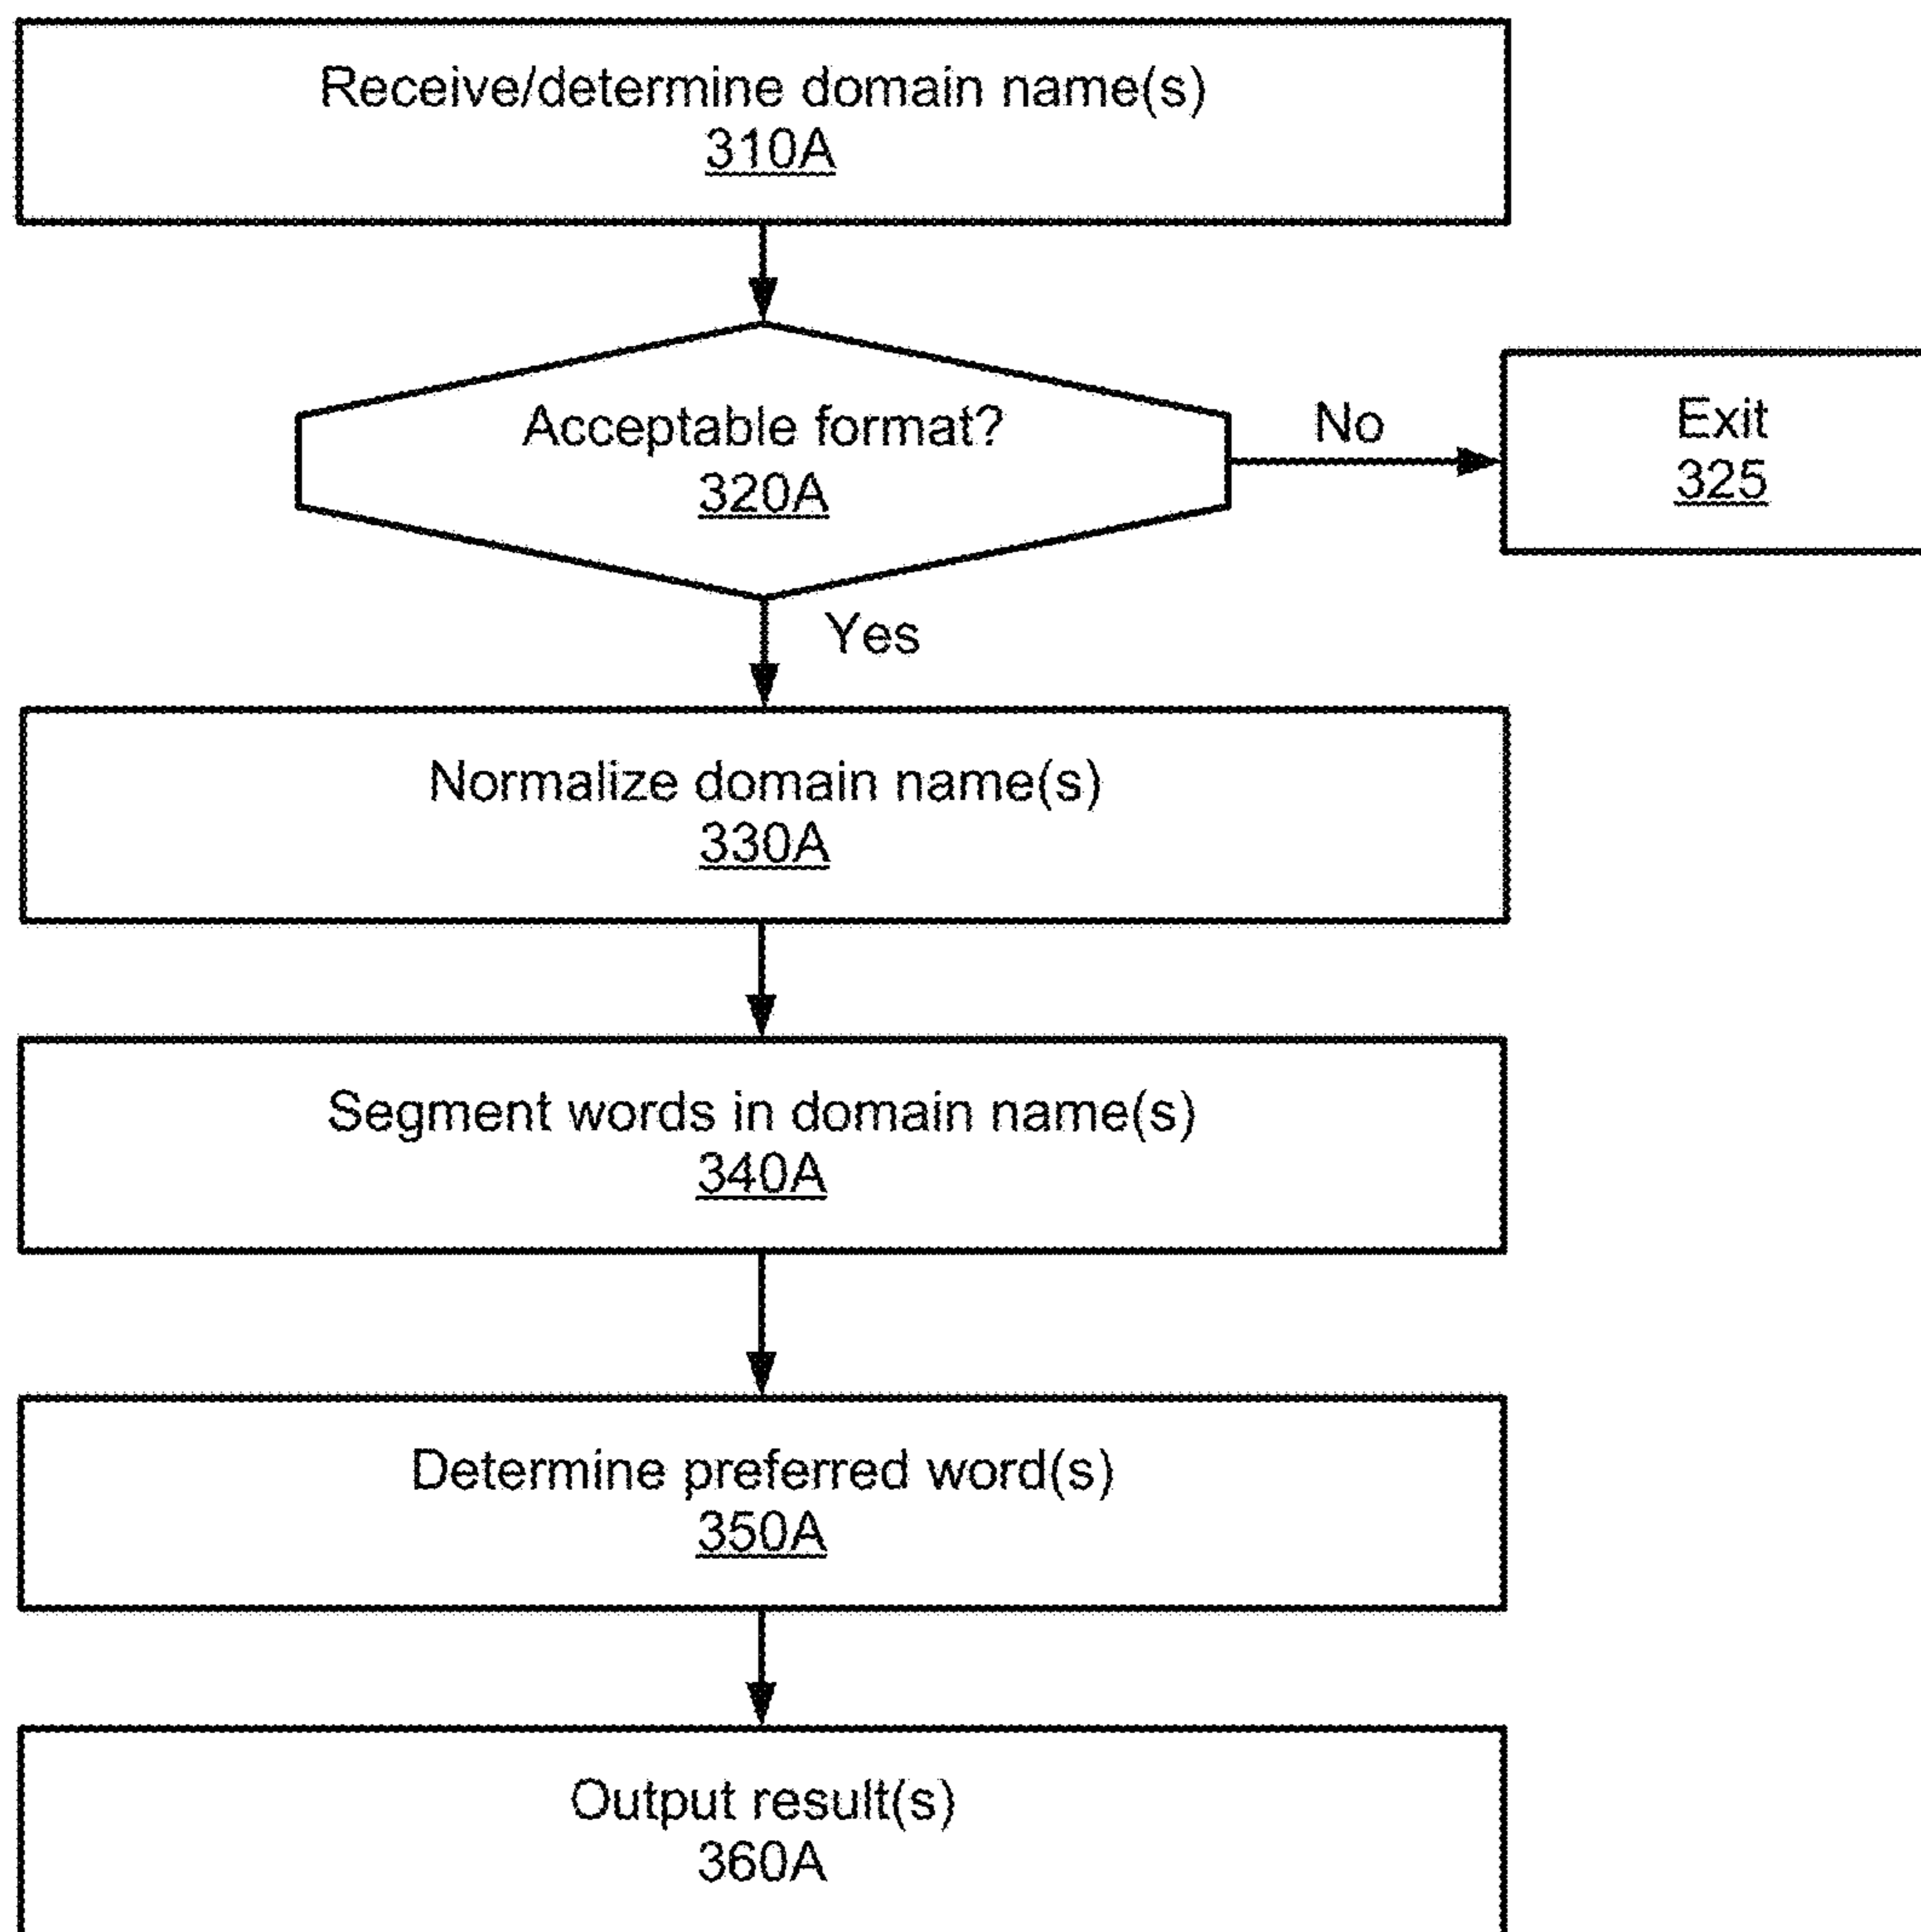 Receive/determine domain name(s)
310A
Acceptable format?
320A
No
Exit
325
Yes
Normalize domain name(s)
330A
Segment words in domain name(s)
340A
Determine preferred word(s)
350A
Output result(s)
360A